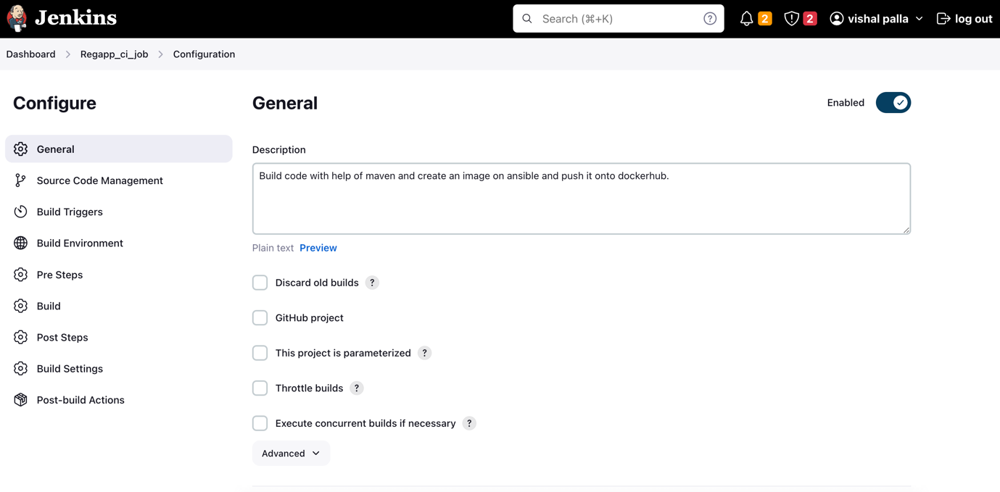 Jenkins
Search (⌘+K) ?
2
2
vishal palla
log out
Dashboard > Regapp_ci_job > Configuration
Configure
General
Source Code Management
Build Triggers
Build Environment
Pre Steps
Build
Post Steps
Build Settings
Post-build Actions
General
Enabled
Description
Build code with help of maven and create an image on ansible and push it onto dockerhub.
Plain text Preview
Discard old builds ?
GitHub project
This project is parameterized ?
Throttle builds ?
Execute concurrent builds if necessary ?
Advanced